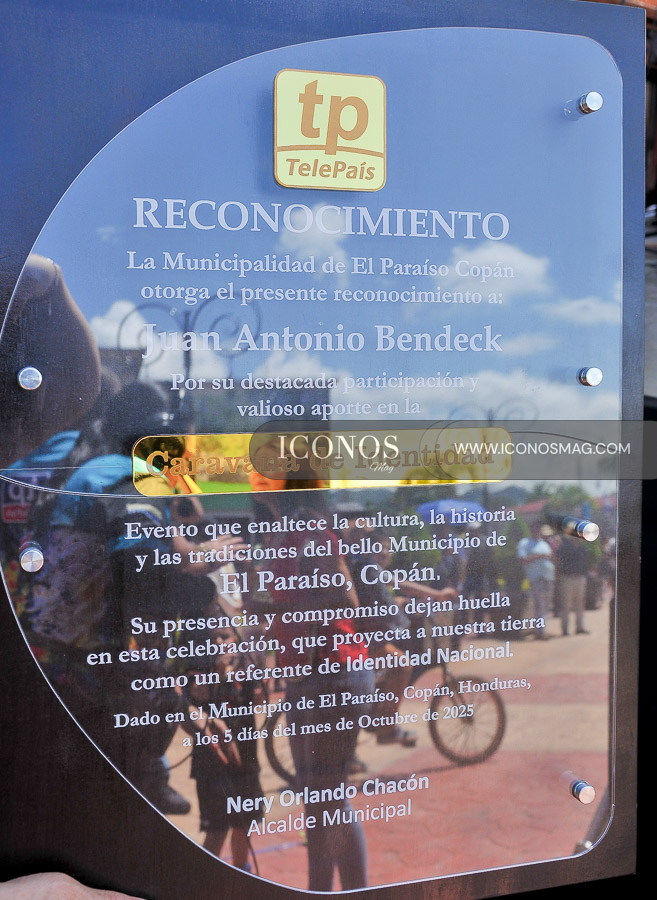 tp
TelePaís
RECONOCIMIENTO
La Municipalidad de El Paraíso Copán
otorga el presente reconocimiento a:
Juan Antonio Bendeck
Por su destacada participación y
valioso aporte en la
Caravana de Identidad
ICONOS
Mag
WWW.ICONOSMAG.COM
Evento que enaltece la cultura, la historia
y las tradiciones del bello Municipio de
El Paraíso, Copán.
Su presencia y compromiso dejan huella
en esta celebración, que proyecta a nuestra tierra
como un referente de Identidad Nacional.
Dado en el Municipio de El Paraíso, Copán, Honduras,
a los 5 días del mes de Octubre de 2025
Nery Orlando Chacón
Alcalde Municipal